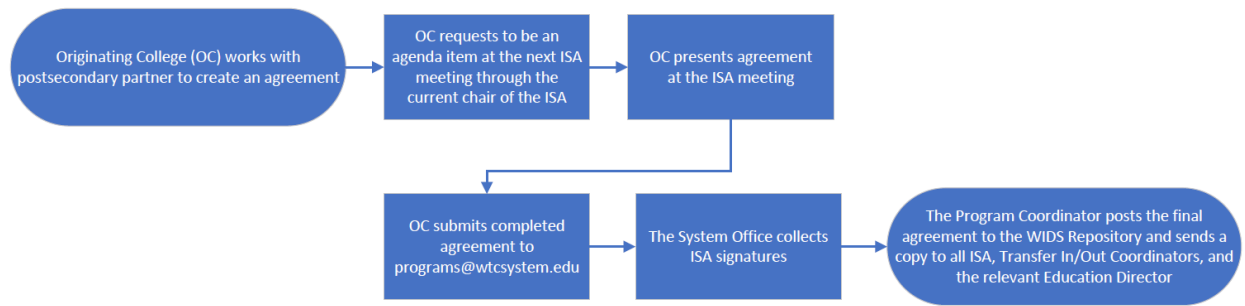 Originating College (OC) works with
postsecondary partner to create an agreement
OC requests to be an
agenda item at the next ISA
meeting through the
current chair of the ISA
OC presents agreement
at the ISA meeting
OC submits completed
agreement to
programs@wtcsystem.edu
The System Office collects
ISA signatures
The Program Coordinator posts the final
agreement to the WIDS Repository and sends a
copy to all ISA, Transfer In/Out Coordinators, and
the relevant Education Director